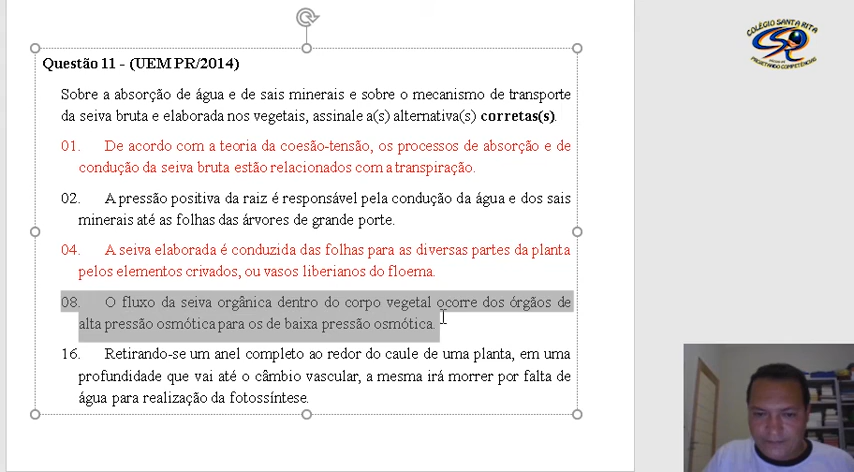 COLÉGIO SANTA RITA
PROJETANDO COMPETÊNCIAS
Questão 11 - (UEM PR/2014)
Sobre a absorção de água e de sais minerais e sobre o mecanismo de transporte
da seiva bruta e elaborada nos vegetais, assinale a(s) alternativa(s) corretas(s).
01. De acordo com a teoria da coesão-tensão, os processos de absorção e de
condução da seiva bruta estão relacionados com a transpiração.
02. A pressão positiva da raiz é responsável pela condução da água e dos sais
minerais até as folhas das árvores de grande porte.
04. A seiva elaborada é conduzida das folhas para as diversas partes da planta
pelos elementos crivados, ou vasos liberianos do floema.
08. O fluxo da seiva orgânica dentro do corpo vegetal ocorre dos órgãos de
alta pressão osmótica para os de baixa pressão osmótica.
16. Retirando-se um anel completo ao redor do caule de uma planta, em uma
profundidade que vai até o câmbio vascular, a mesma irá morrer por falta de
água para realização da fotossíntese.